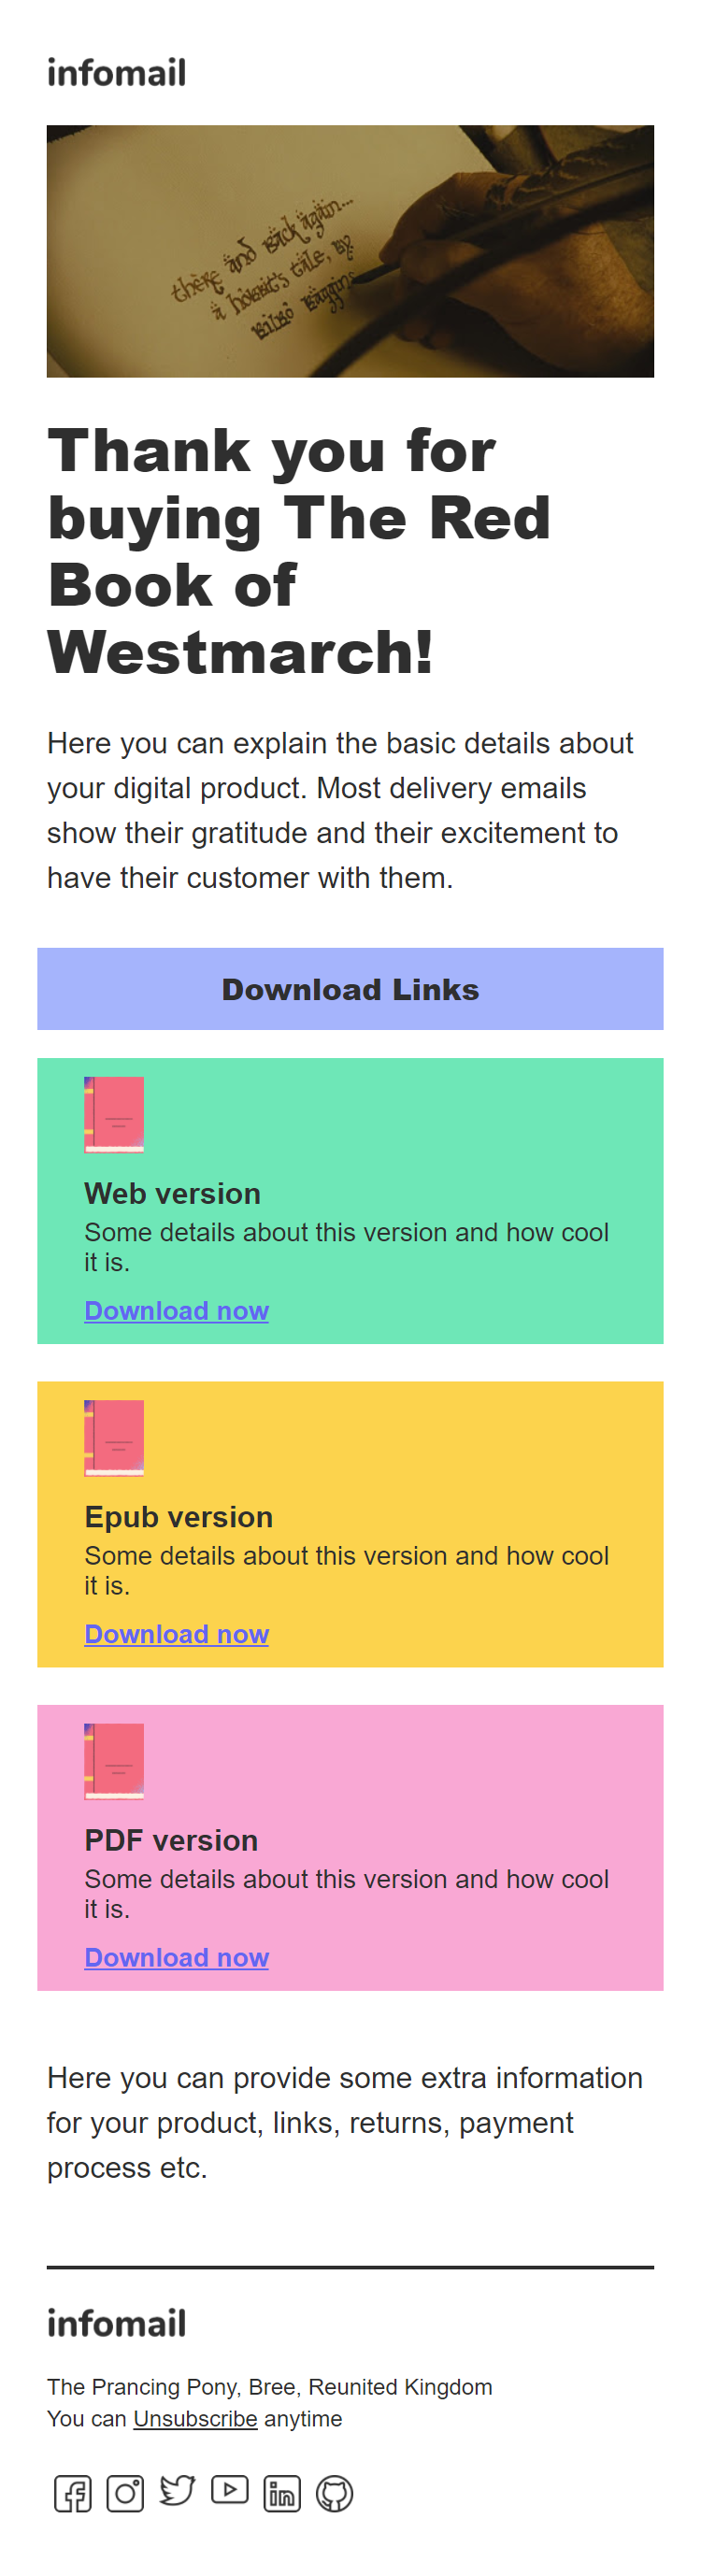 infomail
there and back again...
a hobbit's tale, by
Bilbo Baggins
Thank you for
buying The Red
Book of
Westmarch!
Here you can explain the basic details about
your digital product. Most delivery emails
show their gratitude and their excitement to
have their customer with them.
Download Links
Web version
Some details about this version and how cool
it is.
Download now
Epub version
Some details about this version and how cool
it is.
Download now
PDF version
Some details about this version and how cool
it is.
Download now
Here you can provide some extra information
for your product, links, returns, payment
process etc.
infomail
The Prancing Pony, Bree, Reunited Kingdom
You can Unsubscribe anytime